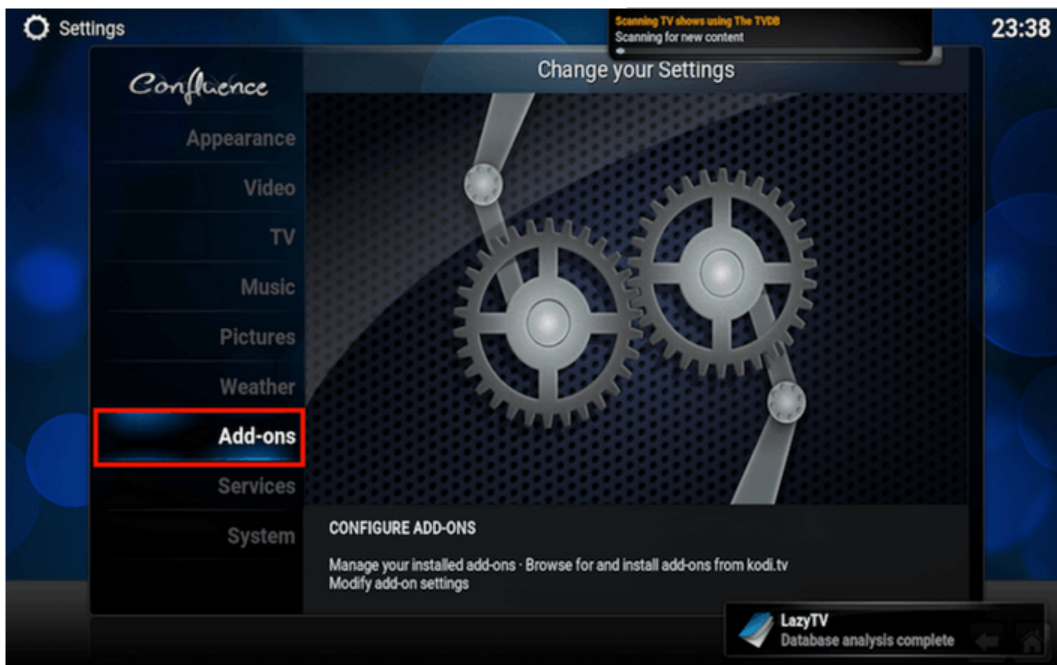 Settings
Scanning TV shows using The TVDB
Scanning for new content
23:38
Confluence
Change your Settings
Appearance
Video
TV
Music
Pictures
Weather
Add-ons
Services
System
CONFIGURE ADD-ONS
Manage your installed add-ons · Browse for and install add-ons from kodi.tv
Modify add-on settings
LazyTV
Database analysis complete